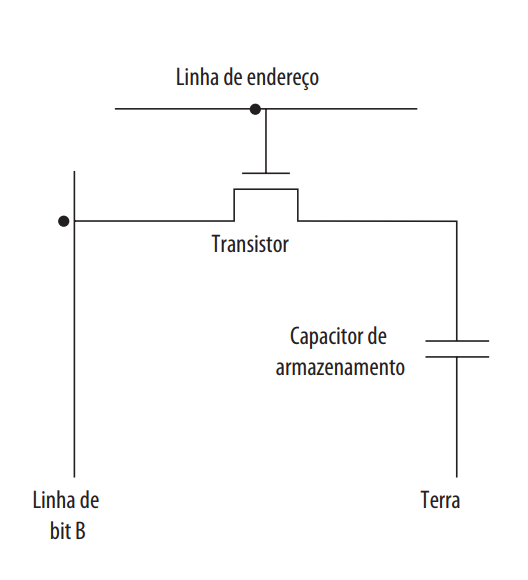 Linha de endereço
Transistor
Capacitor de
armazenamento
Linha de
bit B
Terra